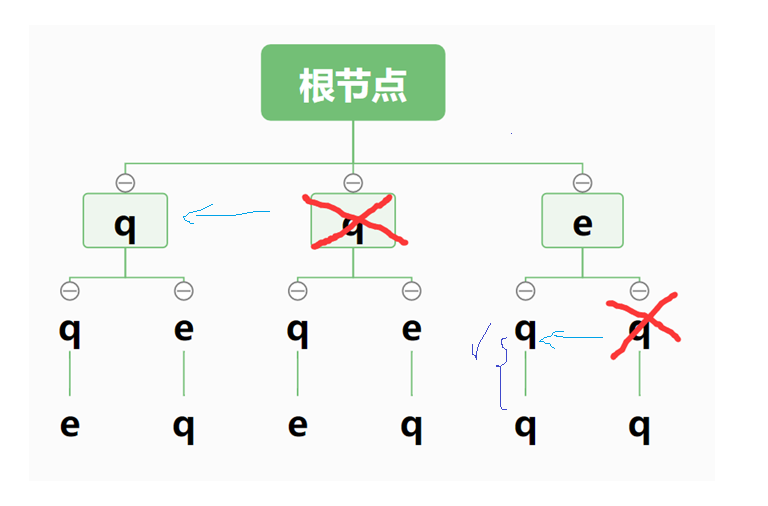 根节点
q q e
q e q e q q
e q e q q q